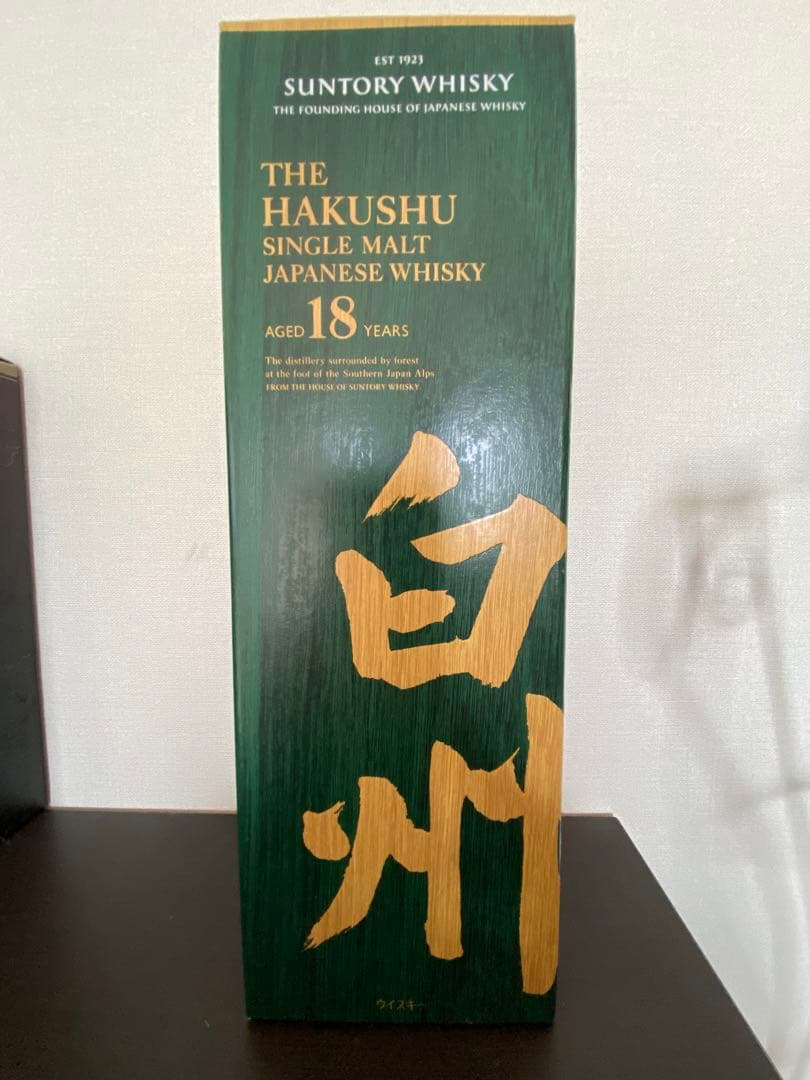 EST 1923
SUNTORY WHISKY
THE FOUNDING HOUSE OF JAPANESE WHISKY
THE
HAKUSHU
SINGLE MALT
JAPANESE WHISKY
AGED 18 YEARS
The distillery surrounded by forest
at the foot of the Southern Japan Alps
FROM THE HOUSE OF SUNTORY WHISKY
白州
ウイスキー